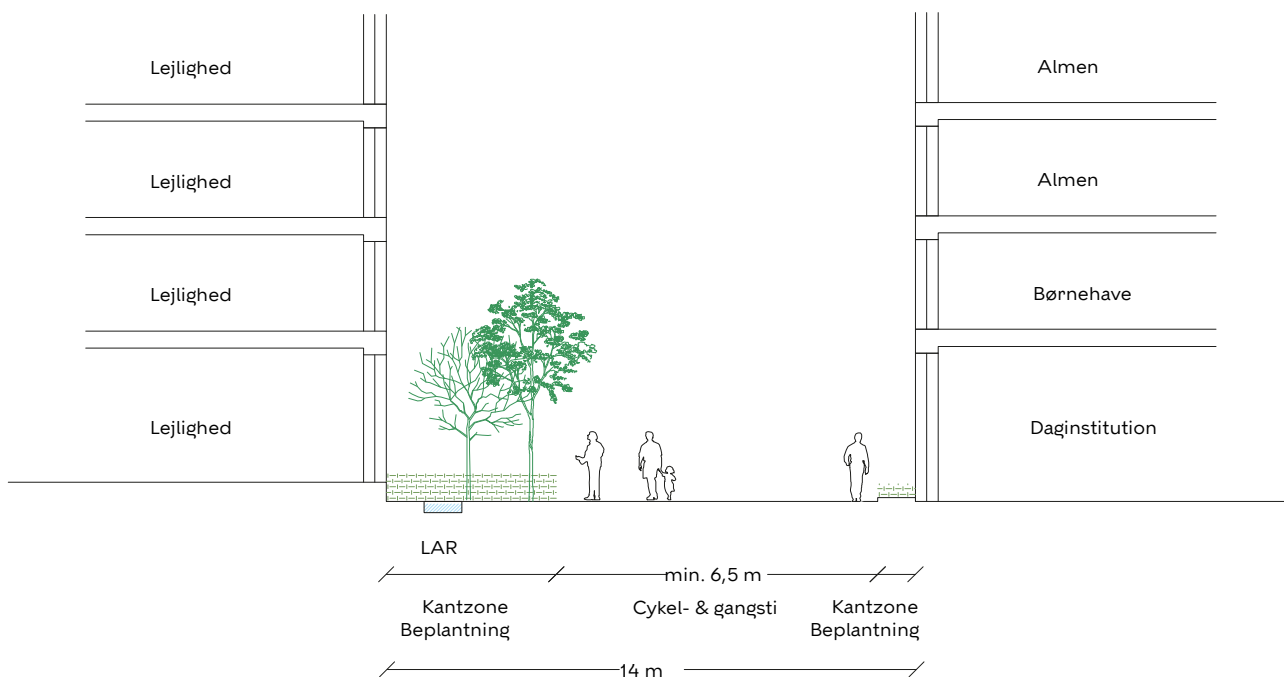 Lejlighed
Almen
Lejlighed
Almen
Lejlighed
Børnehave
Lejlighed
Daginstitution
LAR
min. 6,5 m
Kantzone
Beplantning
Cykel- & gangsti
Kantzone
Beplantning
14 m